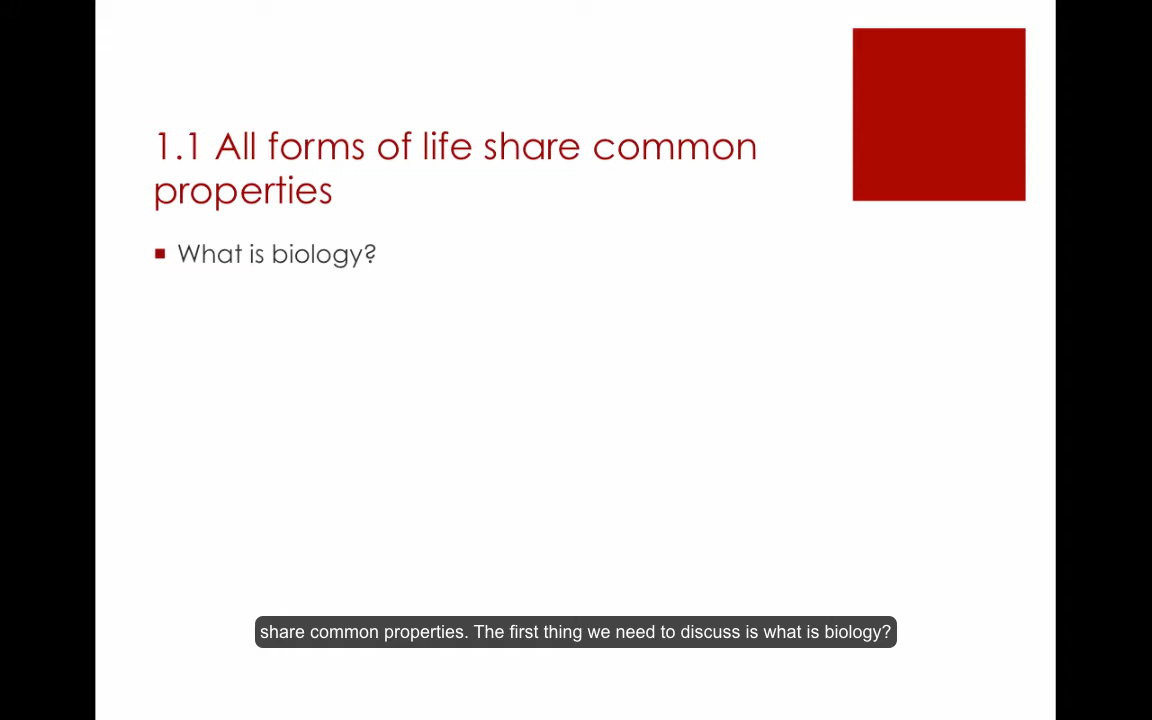 1.1 All forms of life share common
properties
What is biology?
share common properties. The first thing we need to discuss is what is biology?